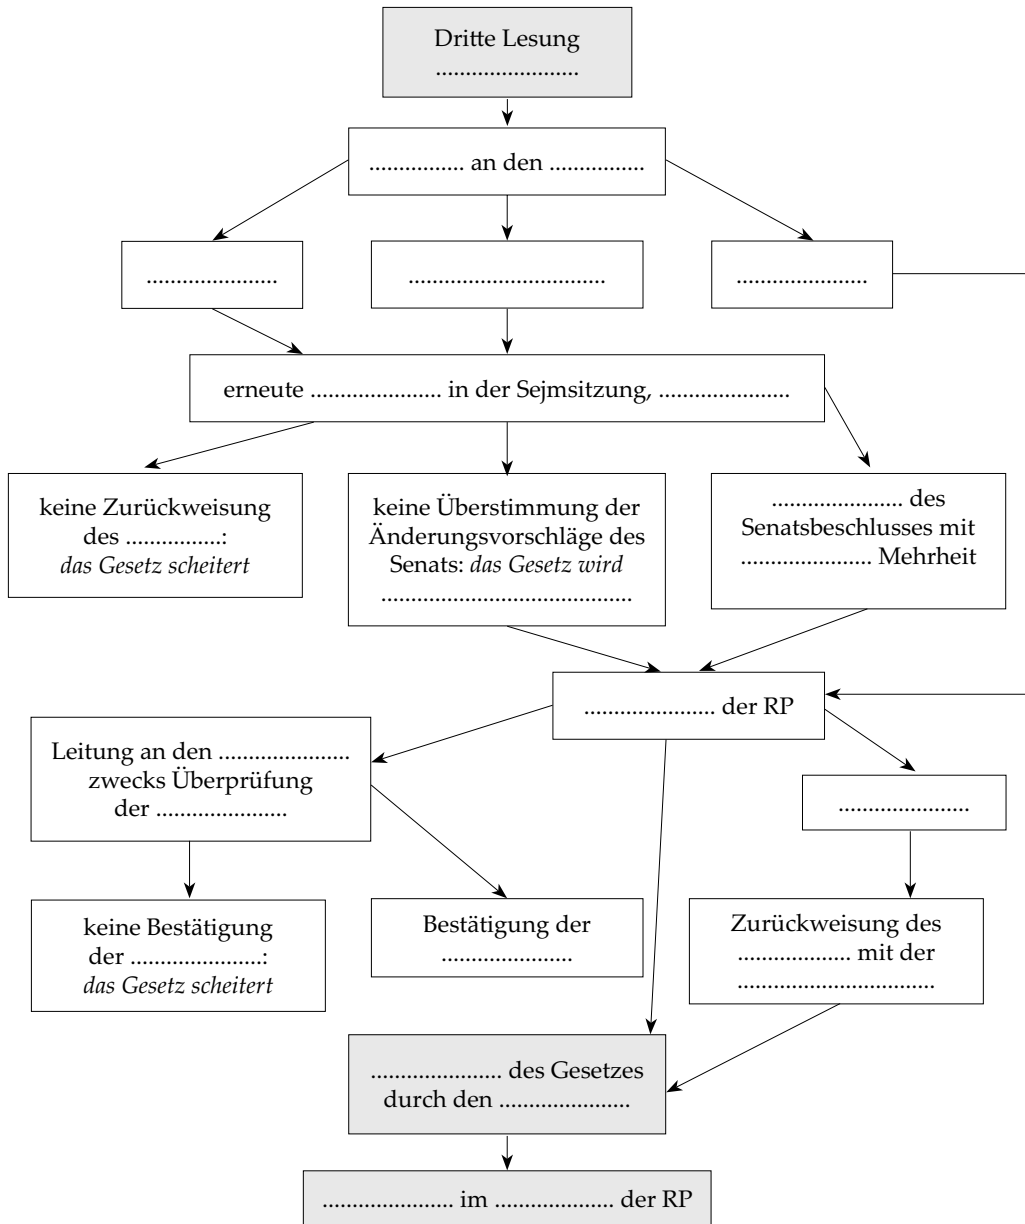 Dritte Lesung
........................
................ an den ................
......................
.................................
......................
erneute ...................... in der Sejmsitzung, ......................
keine Zurückweisung
des ................:
das Gesetz scheitert
keine Überstimmung der
Änderungsvorschläge des
Senats: das Gesetz wird
..........................................
...................... des
Senatsbeschlusses mit
...................... Mehrheit
...................... der RP
Leitung an den ......................
zwecks Überprüfung
der ......................
......................
keine Bestätigung
der ......................:
das Gesetz scheitert
Bestätigung der
......................
Zurückweisung des
................... mit der
.................................
...................... des Gesetzes
durch den ......................
...................... im .................... der RP